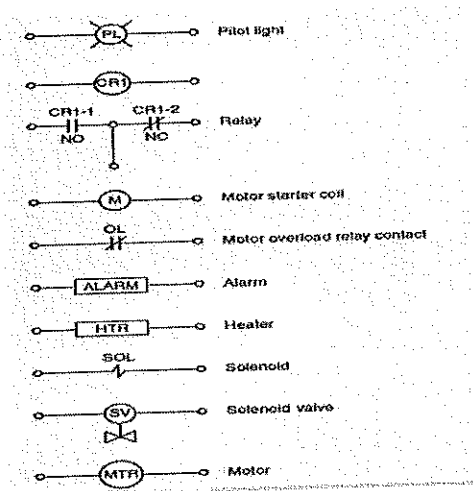 PL Pilot light
CR1
CR1-1 CR1-2
Relay
NO NC
M Motor starter coil
OL
Motor overload relay contact
ALARM Alarm
HTR Heater
SOL
Solenoid
SV Solenoid valve
MTR Motor